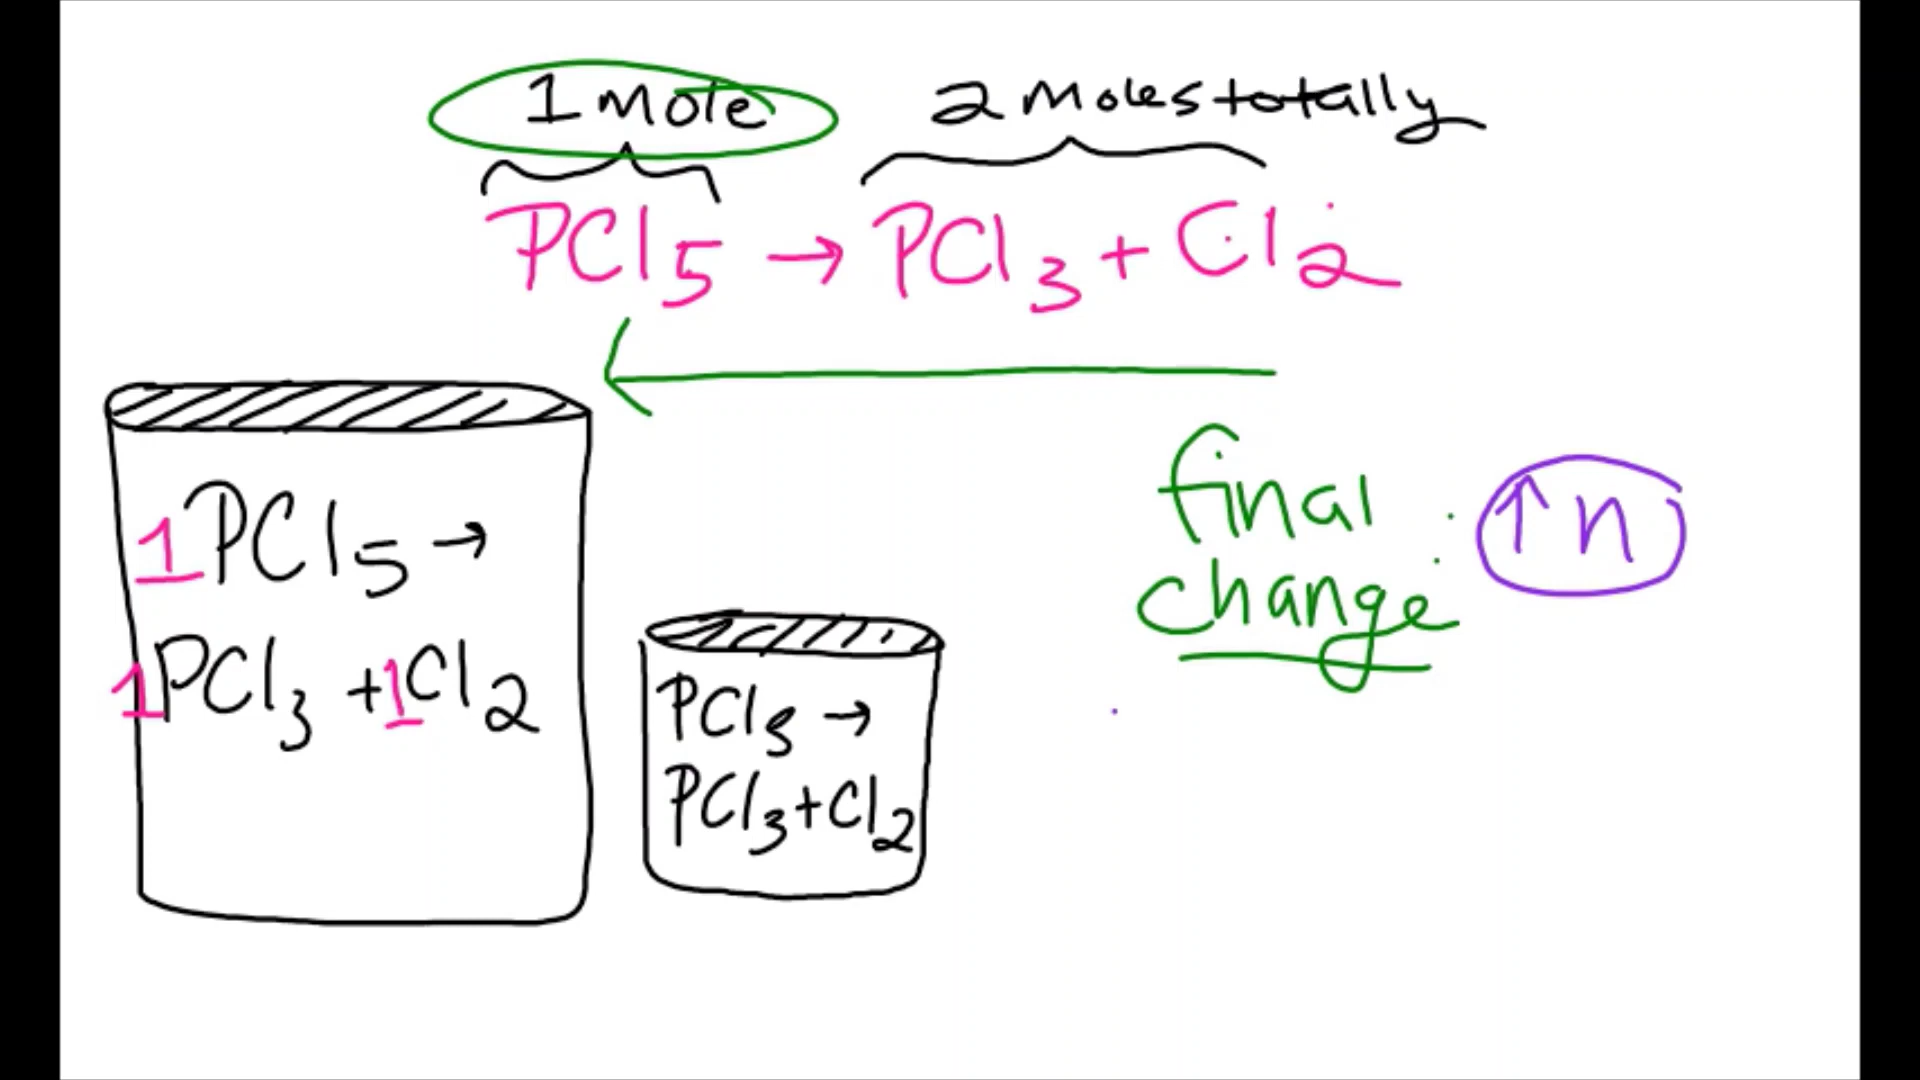 1 mole 2 moles totally
PCl5 → PCl3 + Cl2
1PCl5 →
1PCl3 + 1Cl2
PCl5 →
PCl3 + Cl2
final
change
↑ n